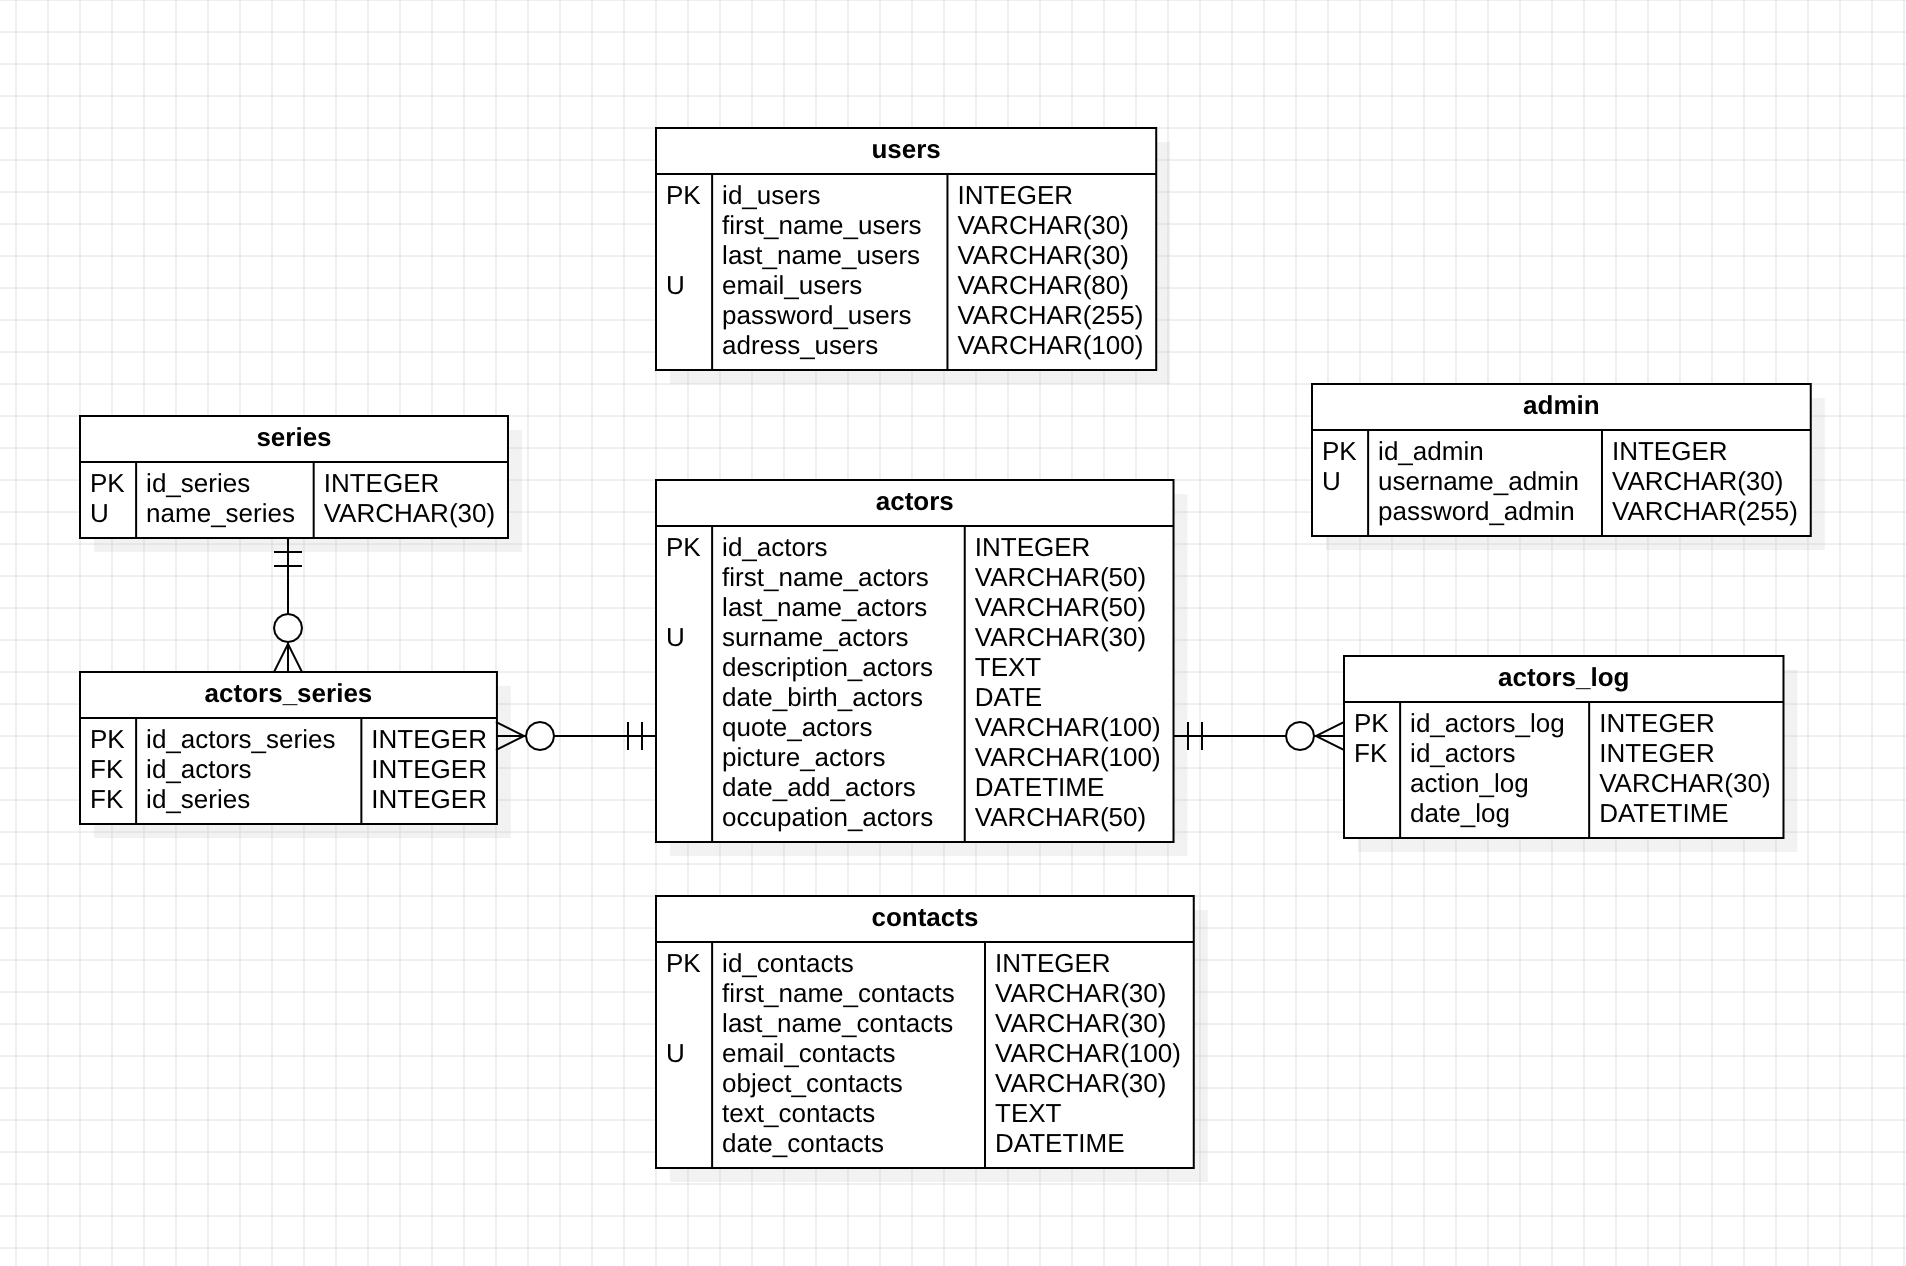 users
PK id_users INTEGER
first_name_users VARCHAR(30)
last_name_users VARCHAR(30)
U email_users VARCHAR(80)
password_users VARCHAR(255)
adress_users VARCHAR(100)
series
PK id_series INTEGER
U name_series VARCHAR(30)
admin
PK id_admin INTEGER
U username_admin VARCHAR(30)
password_admin VARCHAR(255)
actors
PK id_actors INTEGER
first_name_actors VARCHAR(50)
last_name_actors VARCHAR(50)
U surname_actors VARCHAR(30)
description_actors TEXT
date_birth_actors DATE
quote_actors VARCHAR(100)
picture_actors VARCHAR(100)
date_add_actors DATETIME
occupation_actors VARCHAR(50)
actors_series
PK id_actors_series INTEGER
FK id_actors INTEGER
FK id_series INTEGER
actors_log
PK id_actors_log INTEGER
FK id_actors INTEGER
action_log VARCHAR(30)
date_log DATETIME
contacts
PK id_contacts INTEGER
first_name_contacts VARCHAR(30)
last_name_contacts VARCHAR(30)
U email_contacts VARCHAR(100)
object_contacts VARCHAR(30)
text_contacts TEXT
date_contacts DATETIME